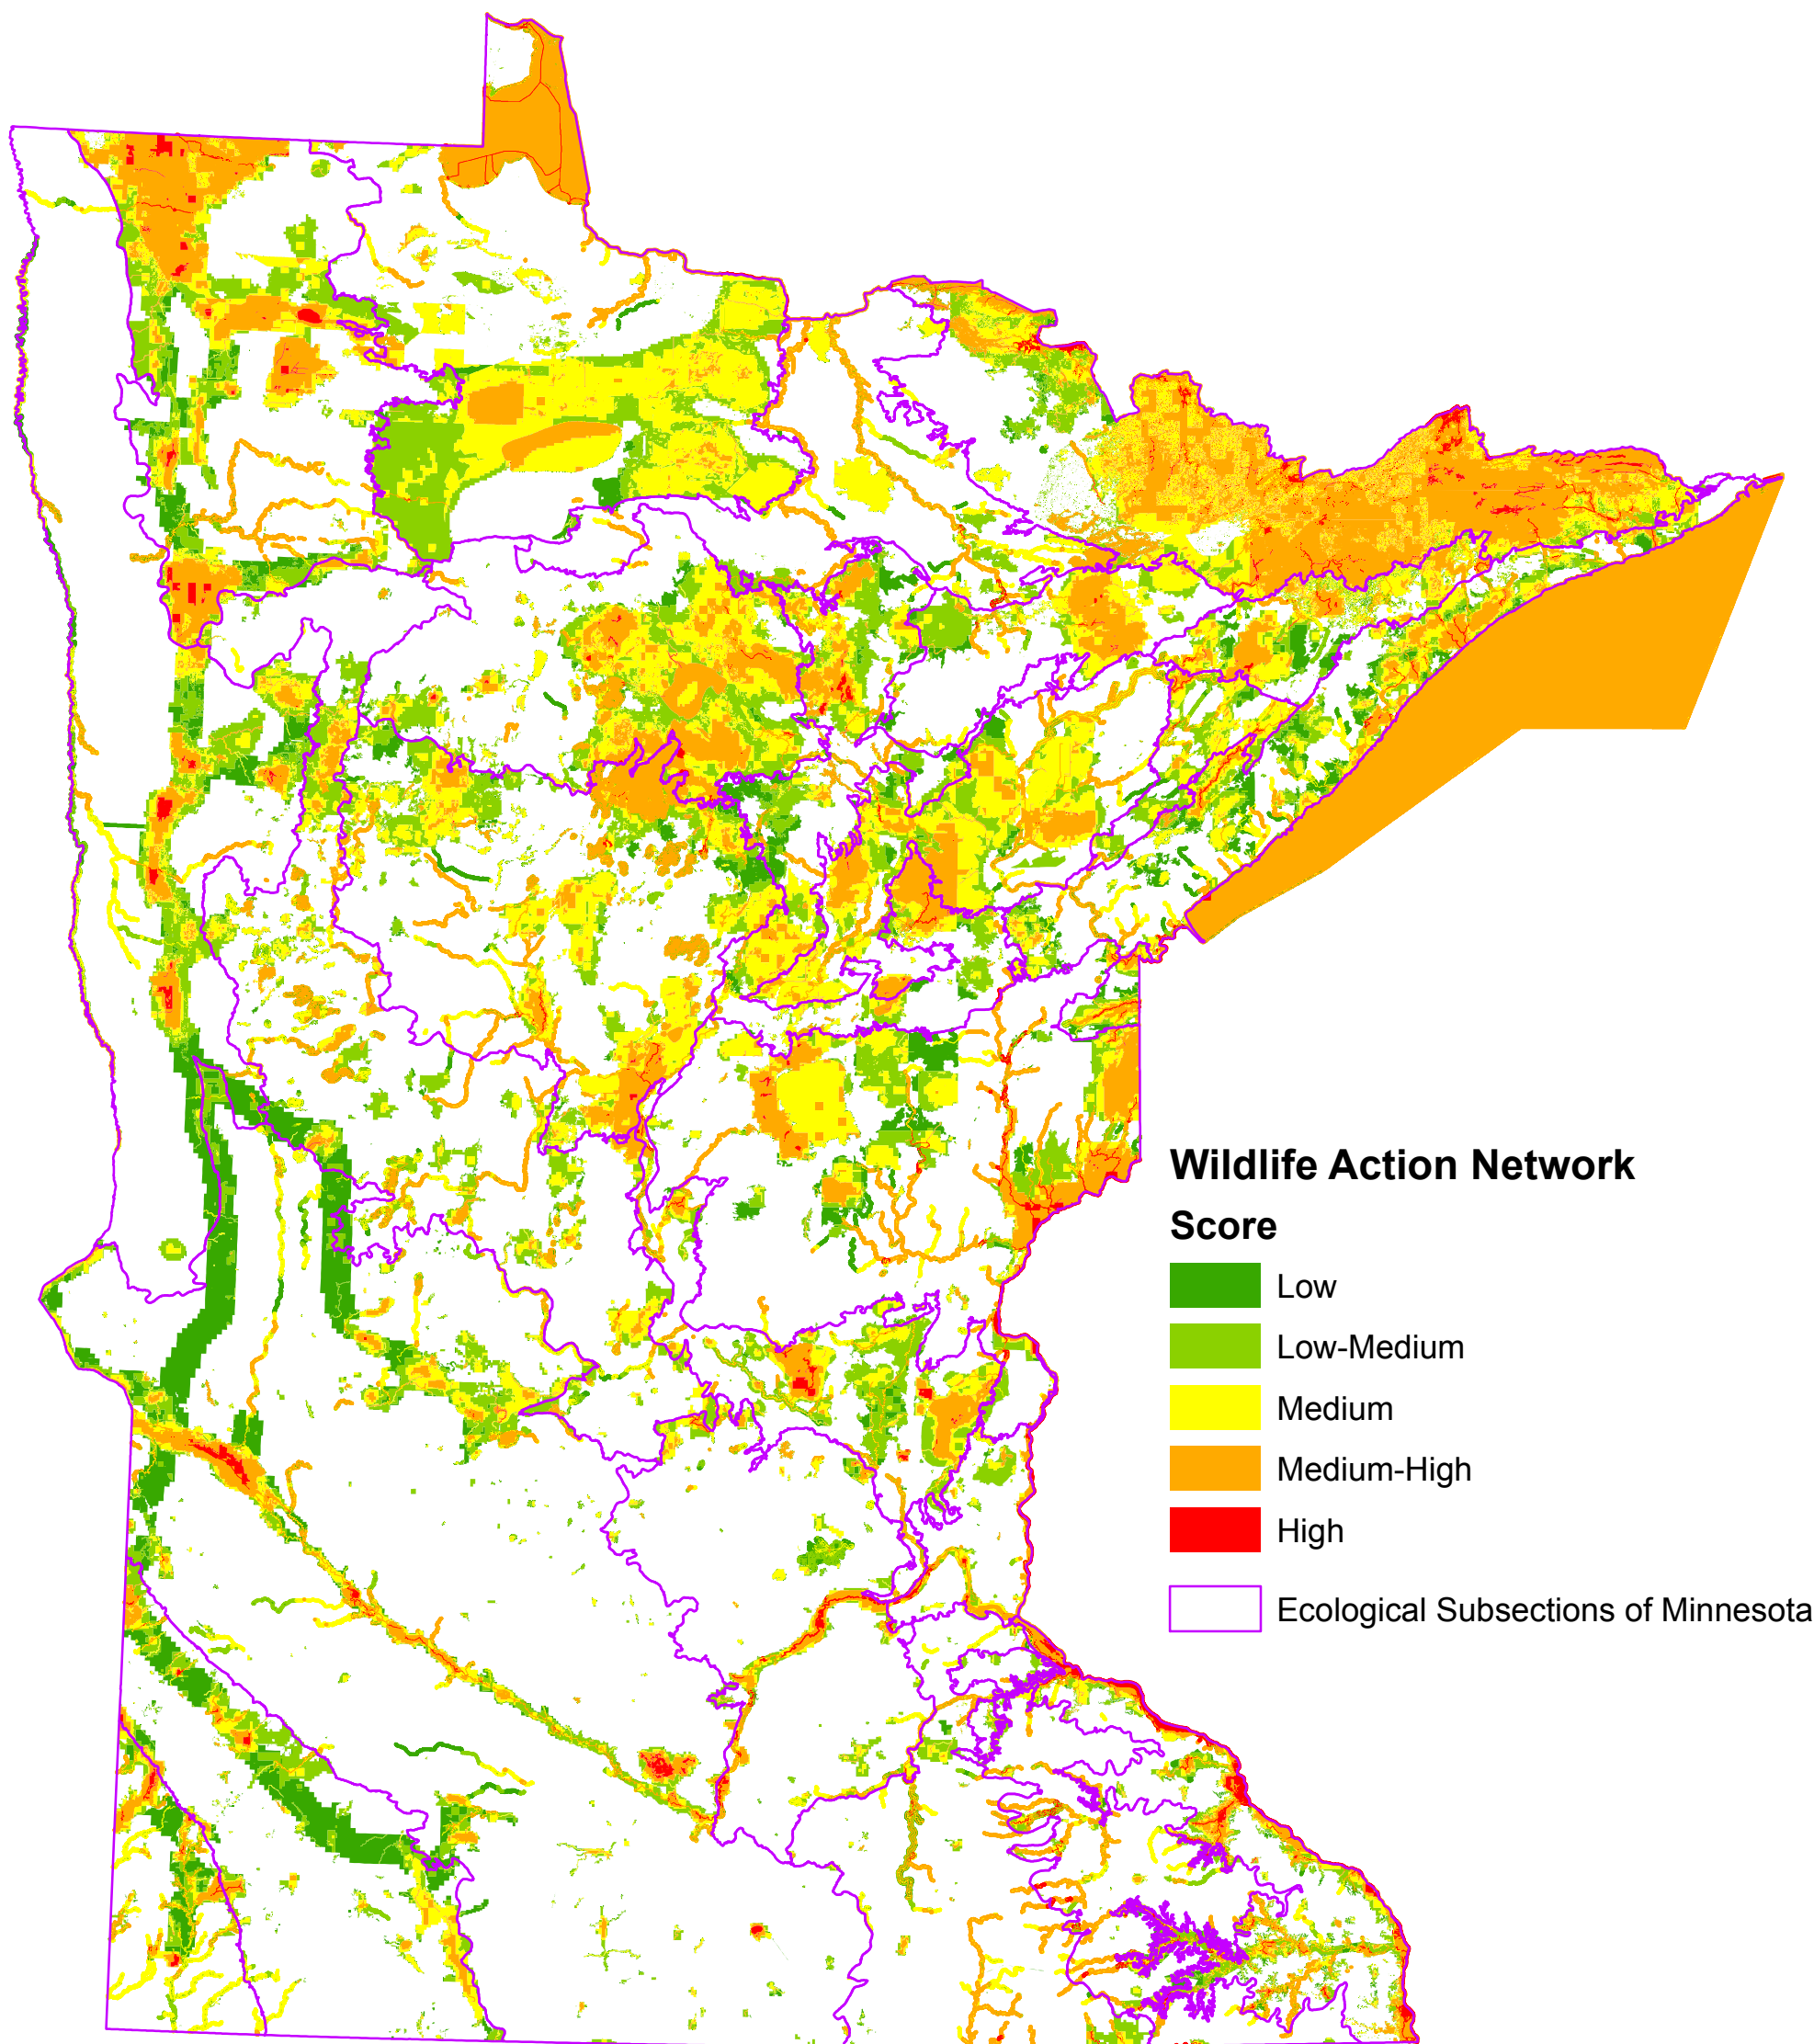 Wildlife Action Network
Score
Low
Low-Medium
Medium
Medium-High
High
Ecological Subsections of Minnesota